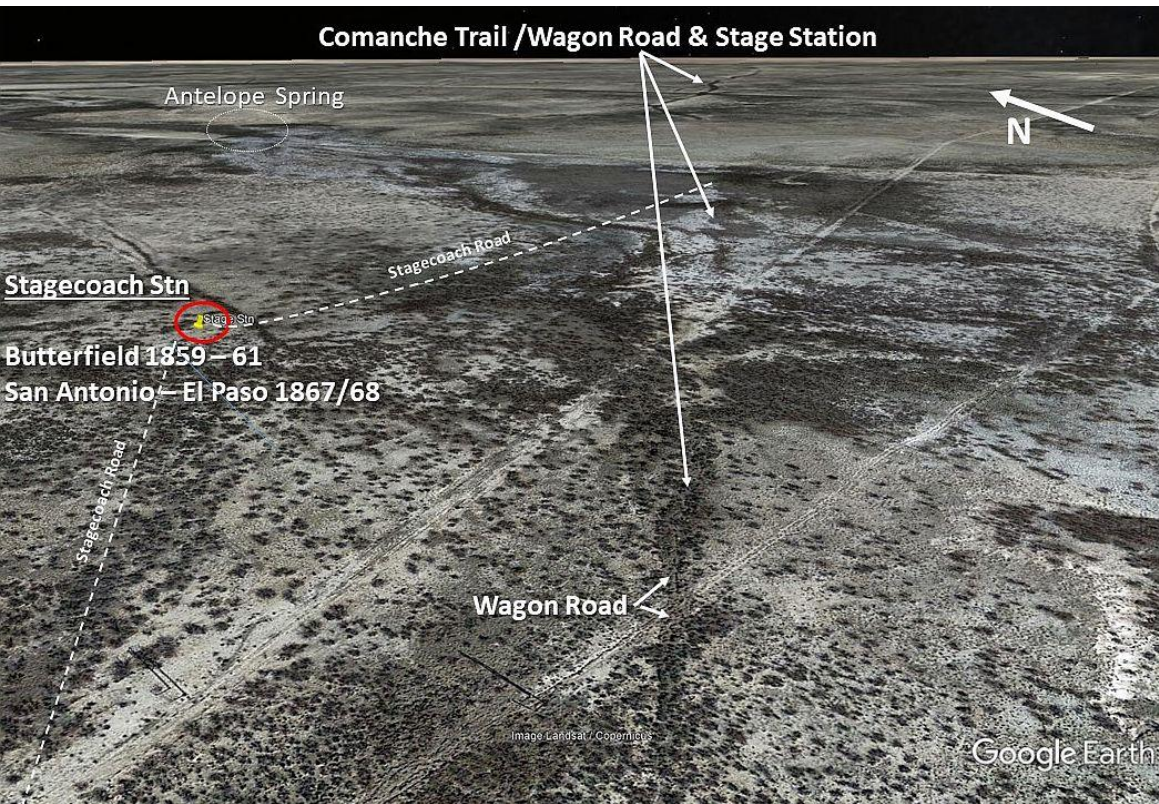 Comanche Trail /Wagon Road & Stage Station
Antelope Spring
N
Stagecoach Road
Stagecoach Stn
Stage Stn
Butterfield 1859 – 61
San Antonio – El Paso 1867/68
Stagecoach Road
Wagon Road
Image Landsat / Copernicus
Google Earth